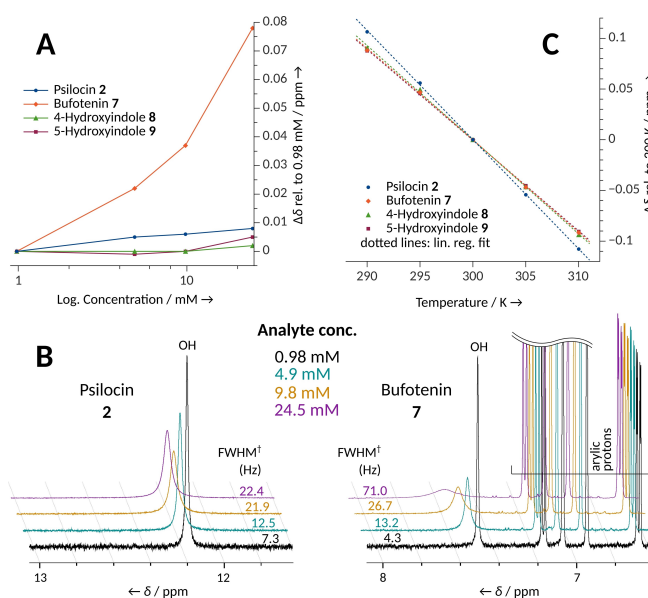 A
Psilocin 2
Bufotenin 7
4-Hydroxyindole 8
5-Hydroxyindole 9
0.08
0.07
0.06
0.05
0.04
0.03
0.02
0.01
0
Δδ rel. to 0.98 mM / ppm →
1
10
Log. Concentration / mM →
C
Psilocin 2
Bufotenin 7
4-Hydroxyindole 8
5-Hydroxyindole 9
dotted lines: lin. reg. fit
0.1
0.05
0
−0.05
−0.1
290
295
300
305
310
Temperature / K →
B
Psilocin
2
OH
FWHM†
(Hz)
22.4
21.9
12.5
7.3
13
12
← δ / ppm
Analyte conc.
0.98 mM
4.9 mM
9.8 mM
24.5 mM
Bufotenin
7
OH
FWHM†
(Hz)
71.0
26.7
13.2
4.3
arylic
protons
8
7
← δ / ppm